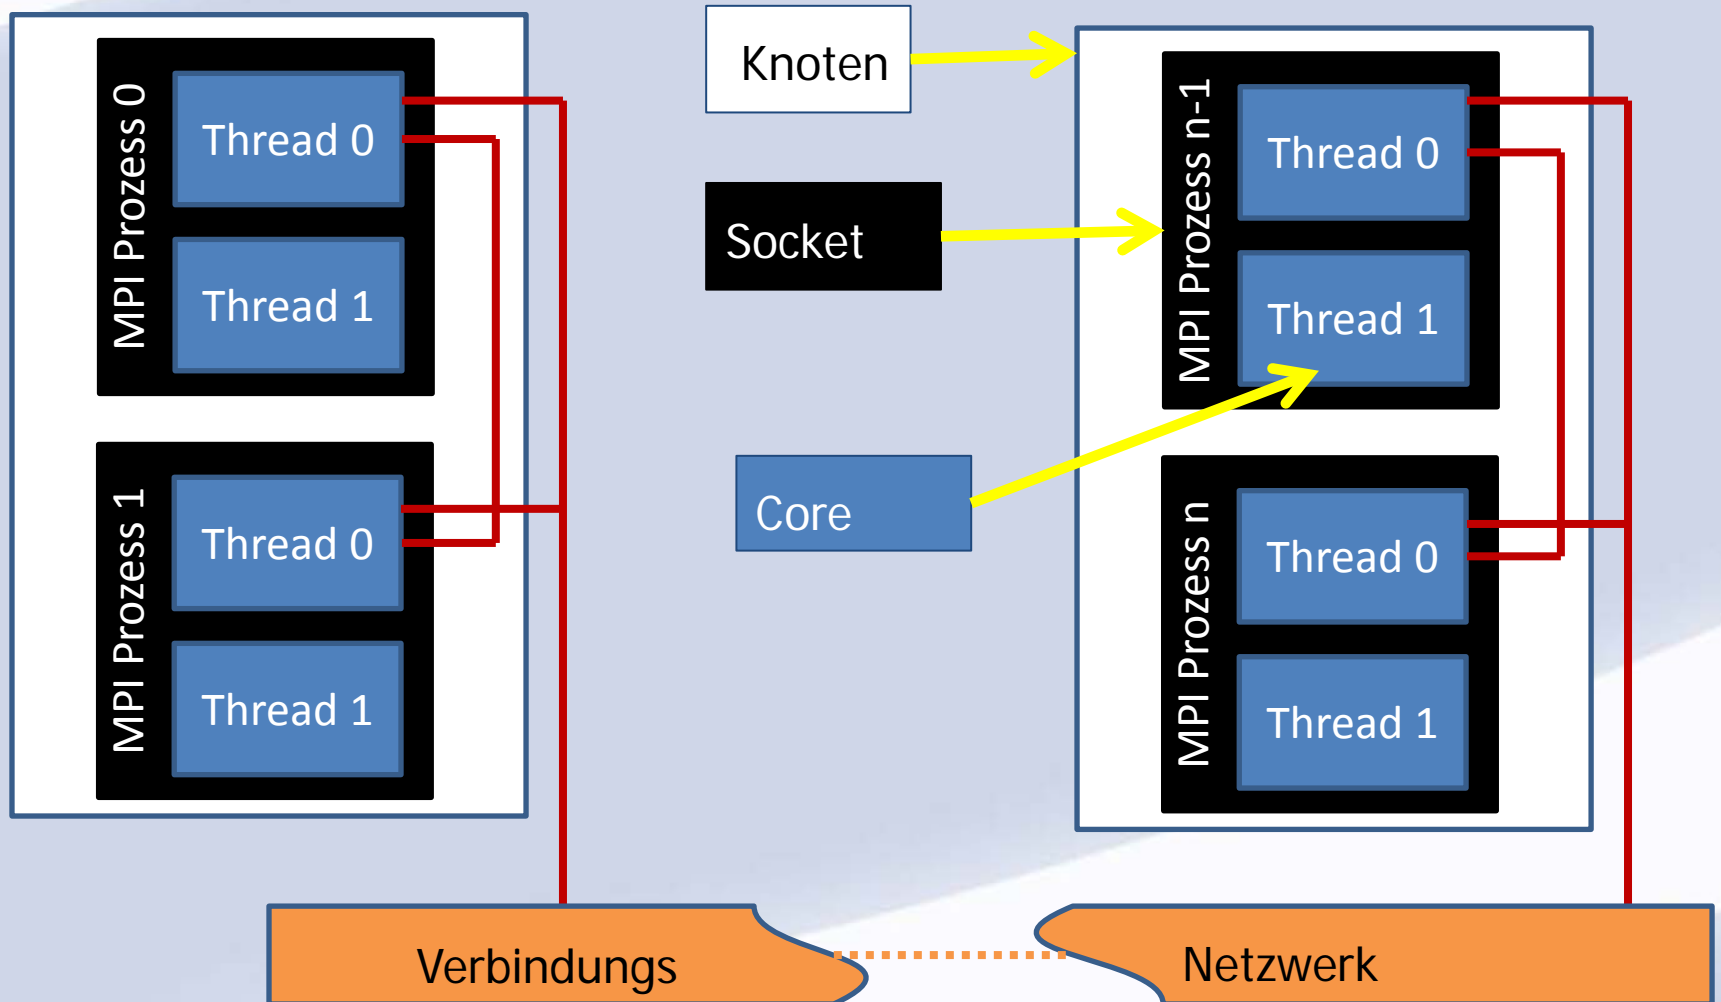 MPI Prozess 0
Thread 0
Thread 1
MPI Prozess 1
Thread 0
Thread 1
Knoten
Socket
Core
MPI Prozess n-1
Thread 0
Thread 1
MPI Prozess n
Thread 0
Thread 1
Verbindungs
Netzwerk